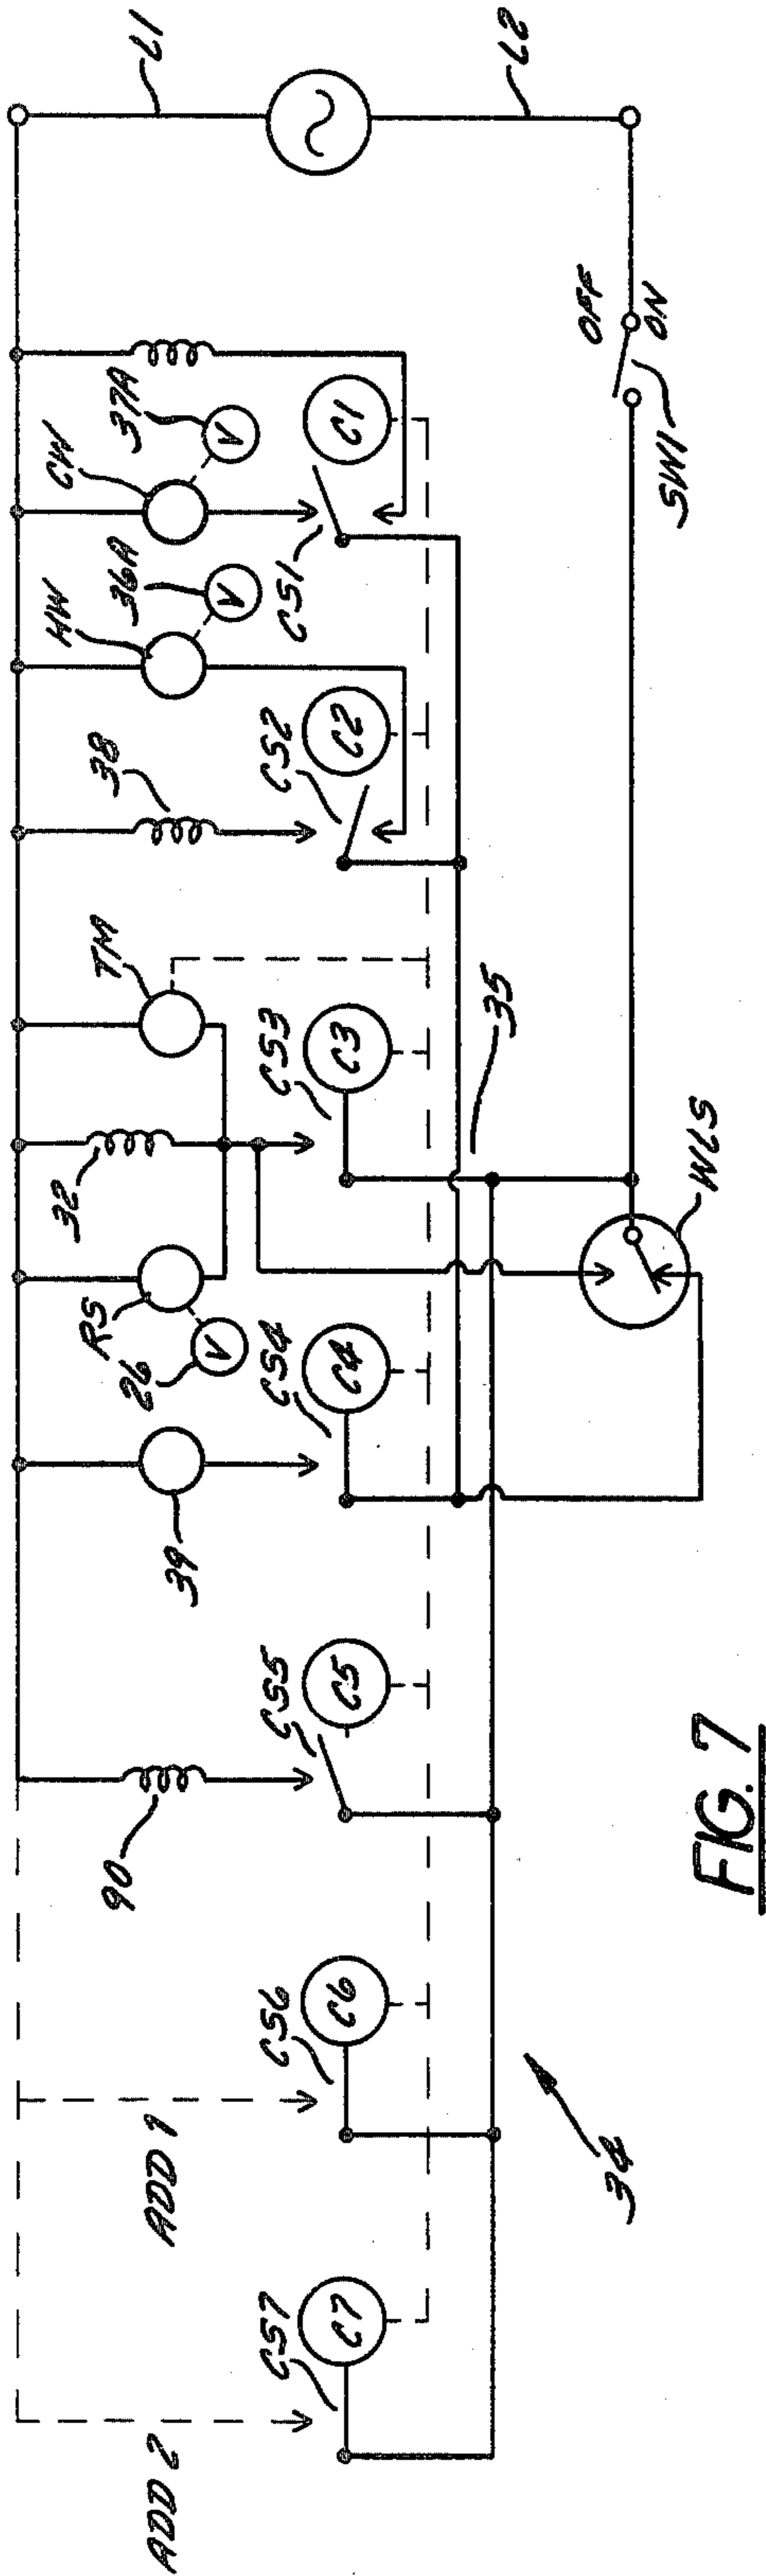 L1
L2
OFF
ON
SW1
CW
37A
V
C1
CS1
HW
36A
V
C2
CS2
38
TM
CS3
C3
35
32
WLS
RS
26
V
CS4
C4
39
CS5
C5
90
CS6
C6
ADD 1
34
CS7
C7
ADD 2
FIG. 7